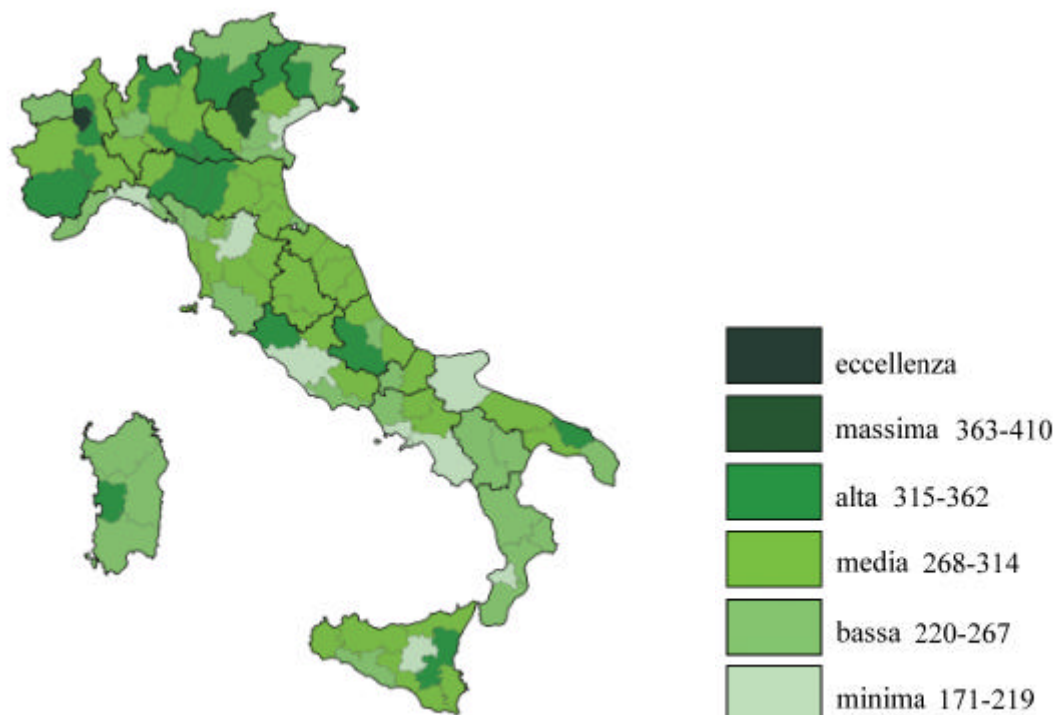 eccellenza
massima 363-410
alta 315-362
media 268-314
bassa 220-267
minima 171-219